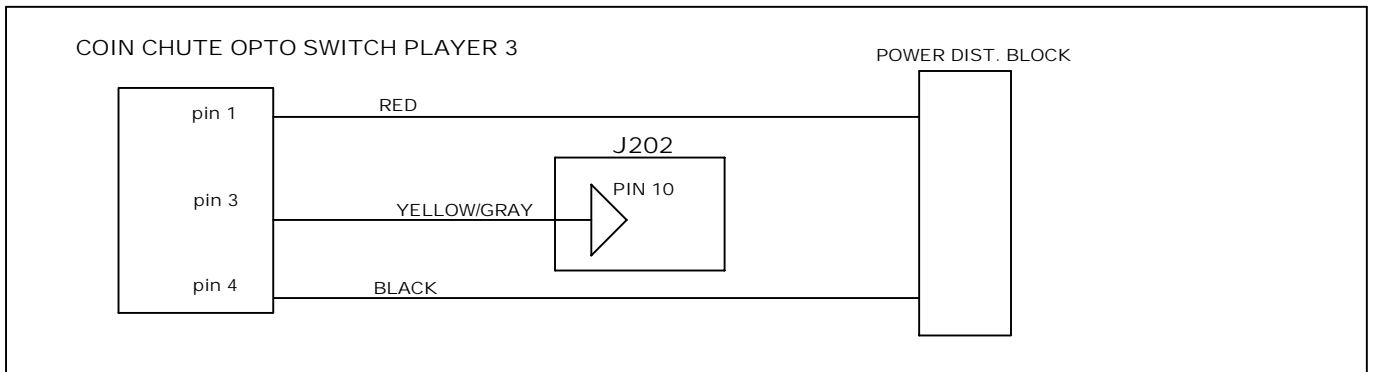 COIN CHUTE OPTO SWITCH PLAYER 3
POWER DIST. BLOCK
pin 1
RED
J202
PIN 10
pin 3
YELLOW/GRAY
pin 4
BLACK